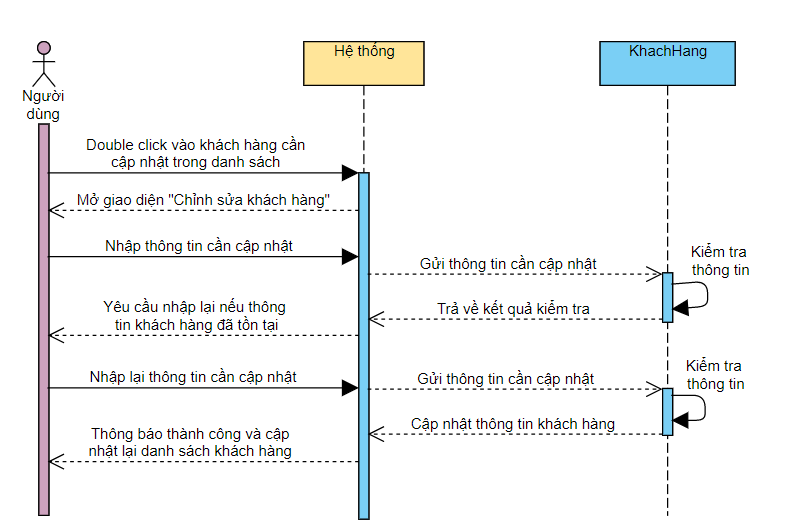 Hệ thống
KhachHang
Người
dùng
Double click vào khách hàng cần
cập nhật trong danh sách
Mở giao diện "Chỉnh sửa khách hàng"
Nhập thông tin cần cập nhật
Gửi thông tin cần cập nhật
Kiểm tra
thông tin
Trả về kết quả kiểm tra
Yêu cầu nhập lại nếu thông
tin khách hàng đã tồn tại
Nhập lại thông tin cần cập nhật
Gửi thông tin cần cập nhật
Kiểm tra
thông tin
Cập nhật thông tin khách hàng
Thông báo thành công và cập
nhật lại danh sách khách hàng